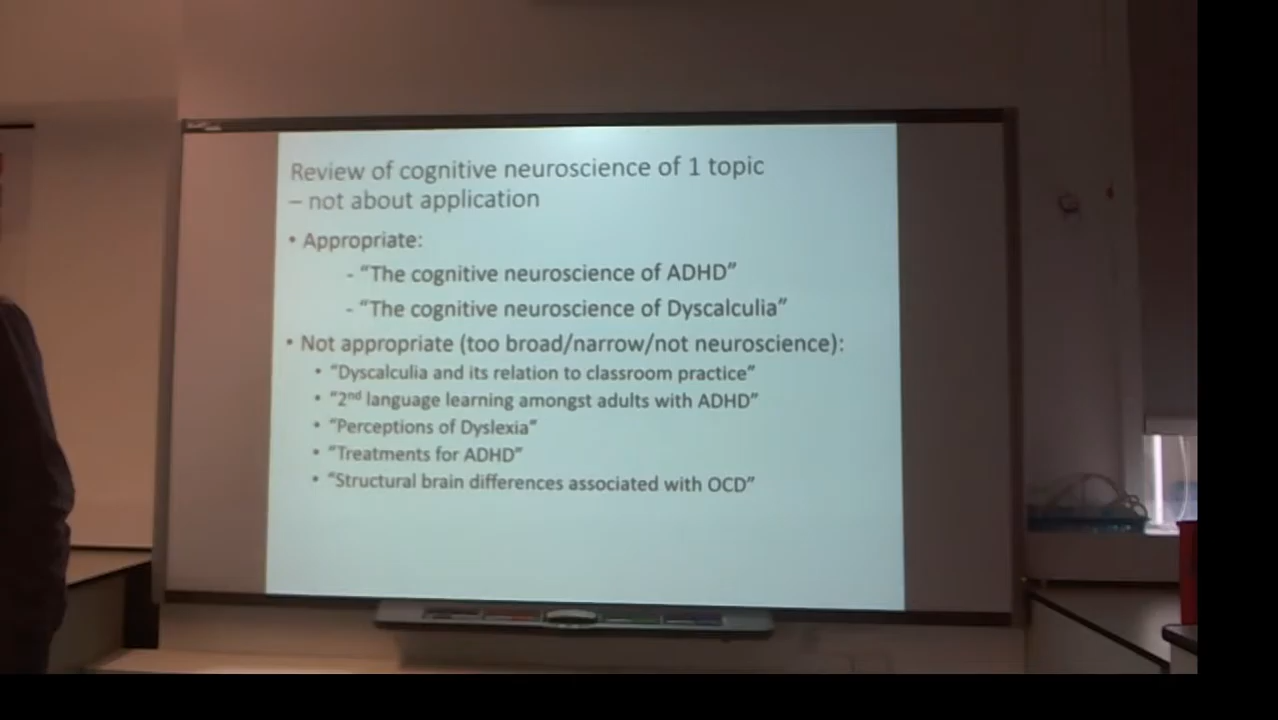 Review of cognitive neuroscience of 1 topic
– not about application
• Appropriate:
- “The cognitive neuroscience of ADHD”
- “The cognitive neuroscience of Dyscalculia”
• Not appropriate (too broad/narrow/not neuroscience):
• “Dyscalculia and its relation to classroom practice”
• “2nd language learning amongst adults with ADHD”
• “Perceptions of Dyslexia”
• “Treatments for ADHD”
• “Structural brain differences associated with OCD”